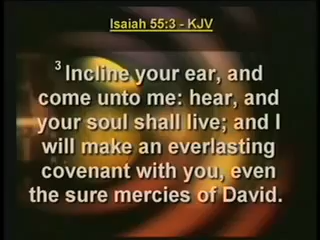 Isaiah 55:3 - KJV
3 Incline your ear, and
come unto me: hear, and
your soul shall live; and I
will make an everlasting
covenant with you, even
the sure mercies of David.